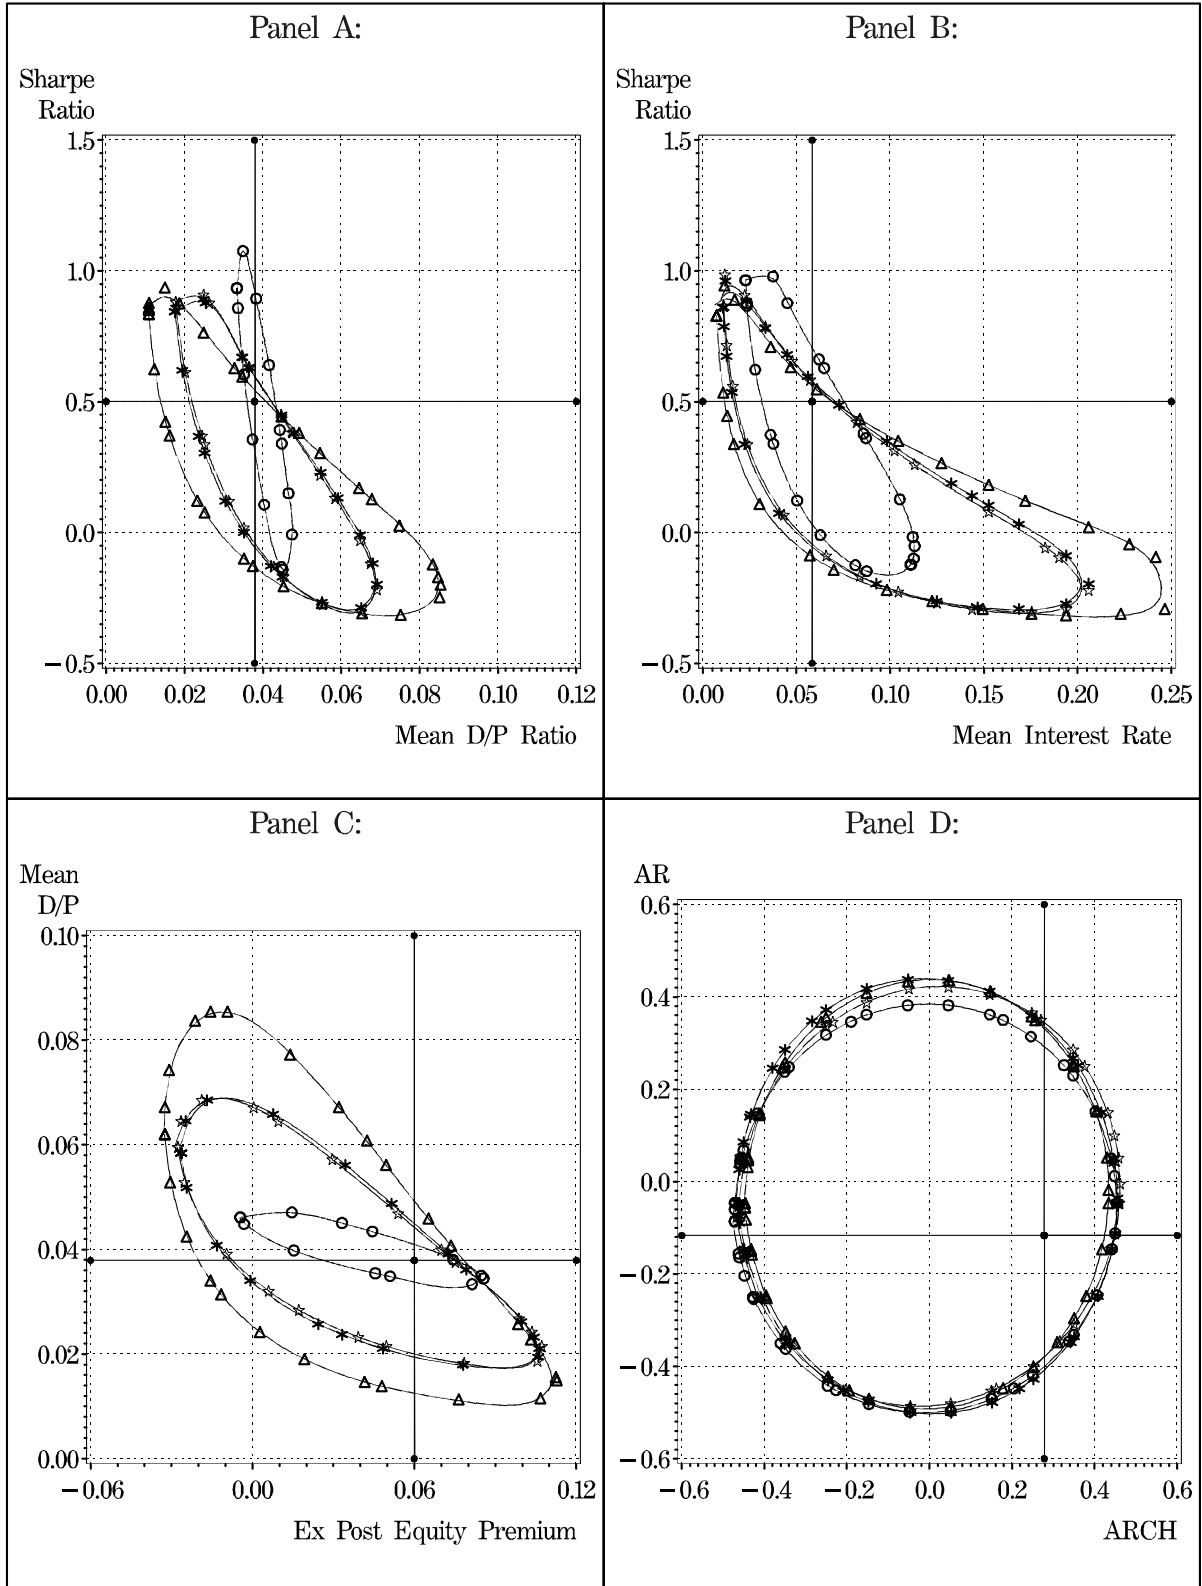 Panel A:
Sharpe
Ratio
1.5
1.0
0.5
0.0
−0.5
0.00 0.02 0.04 0.06 0.08 0.10 0.12
Mean D/P Ratio
Panel B:
Sharpe
Ratio
1.5
1.0
0.5
0.0
−0.5
0.00 0.05 0.10 0.15 0.20 0.25
Mean Interest Rate
Panel C:
Mean
D/P
0.10
0.08
0.06
0.04
0.02
0.00
−0.06 0.00 0.06 0.12
Ex Post Equity Premium
Panel D:
AR
0.6
0.4
0.2
0.0
−0.2
−0.4
−0.6
−0.6 −0.4 −0.2 0.0 0.2 0.4 0.6
ARCH